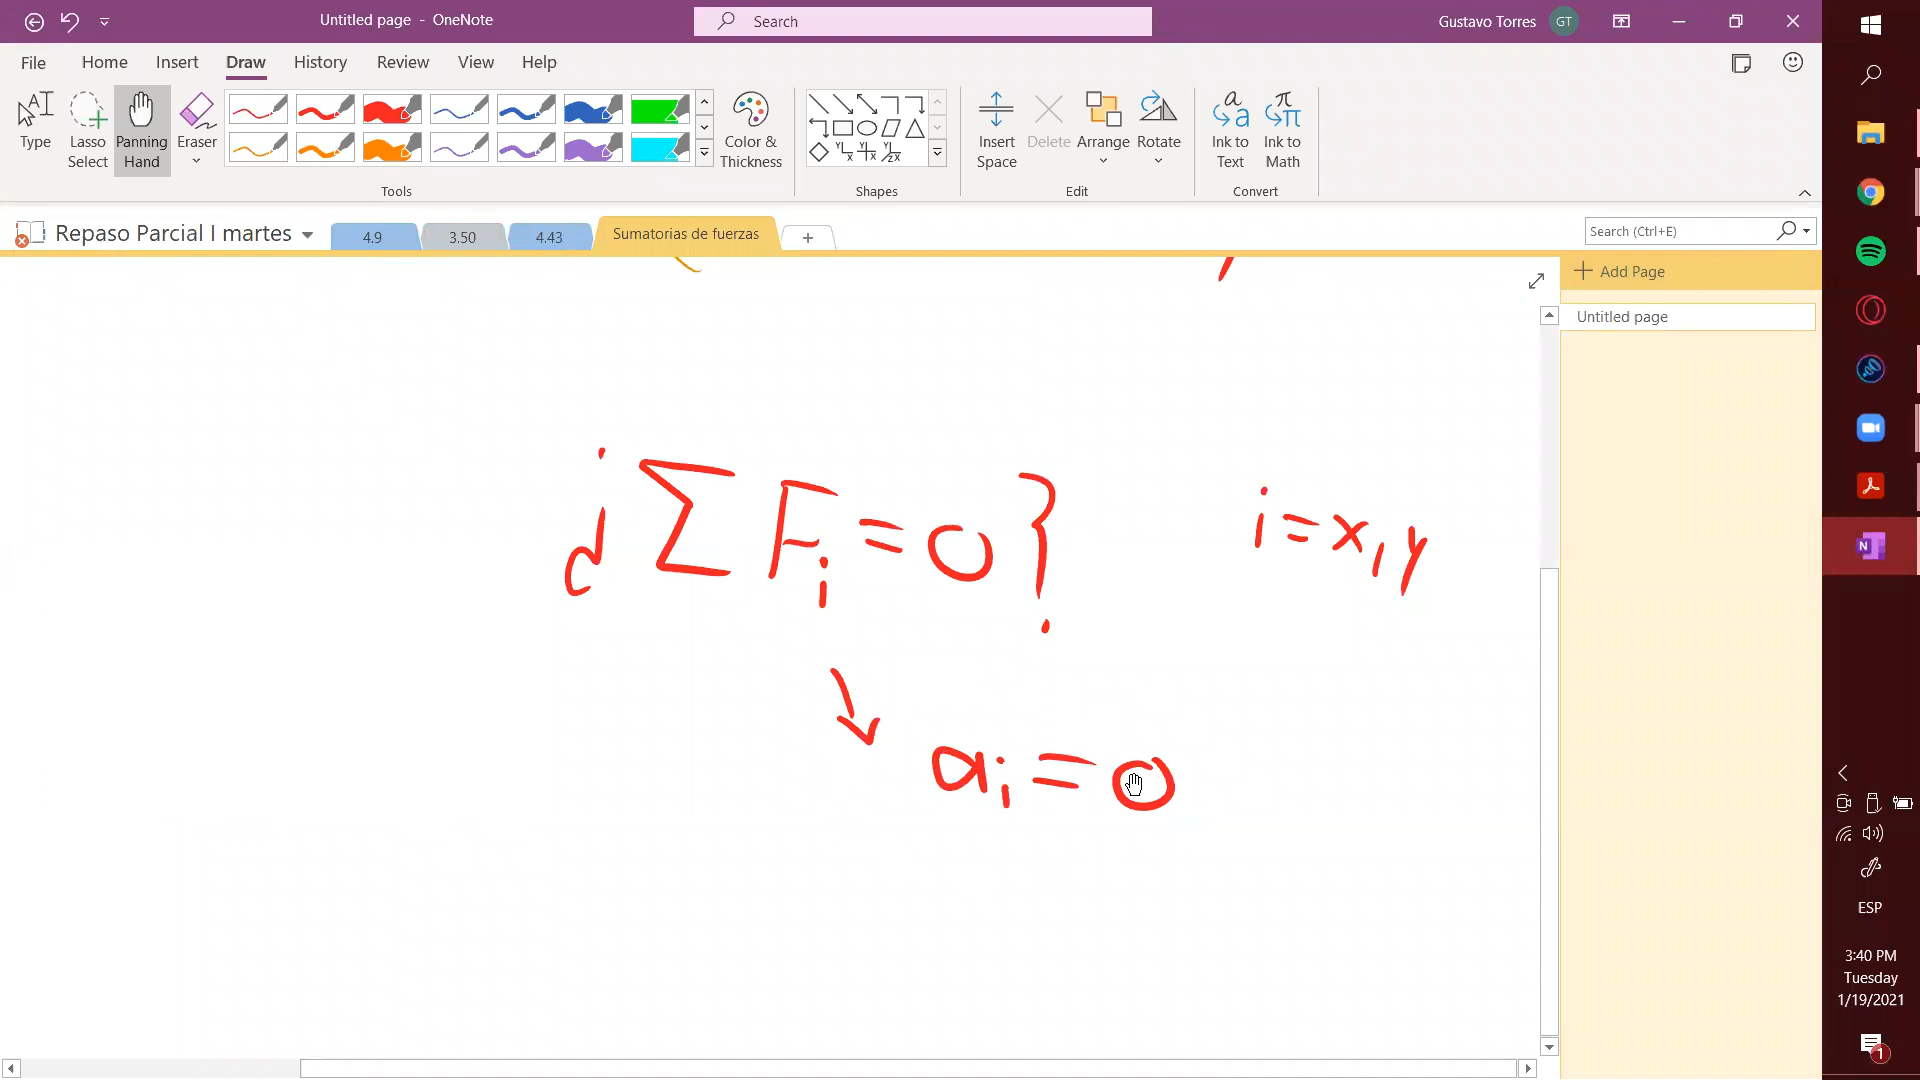 Untitled page - OneNote
Search
Gustavo Torres
GT
File Home Insert Draw History Review View Help
Type
Lasso Select
Panning Hand
Eraser
Color & Thickness
Insert Space
Delete
Arrange
Rotate
Ink to Text
Ink to Math
Tools
Shapes
Edit
Convert
Repaso Parcial I martes
4.9
3.50
4.43
Sumatorias de fuerzas
Search (Ctrl+E)
Add Page
Untitled page
¿ ∑ Fi = 0 ?
i = x, y
ai = 0
ESP
3:40 PM
Tuesday
1/19/2021
1